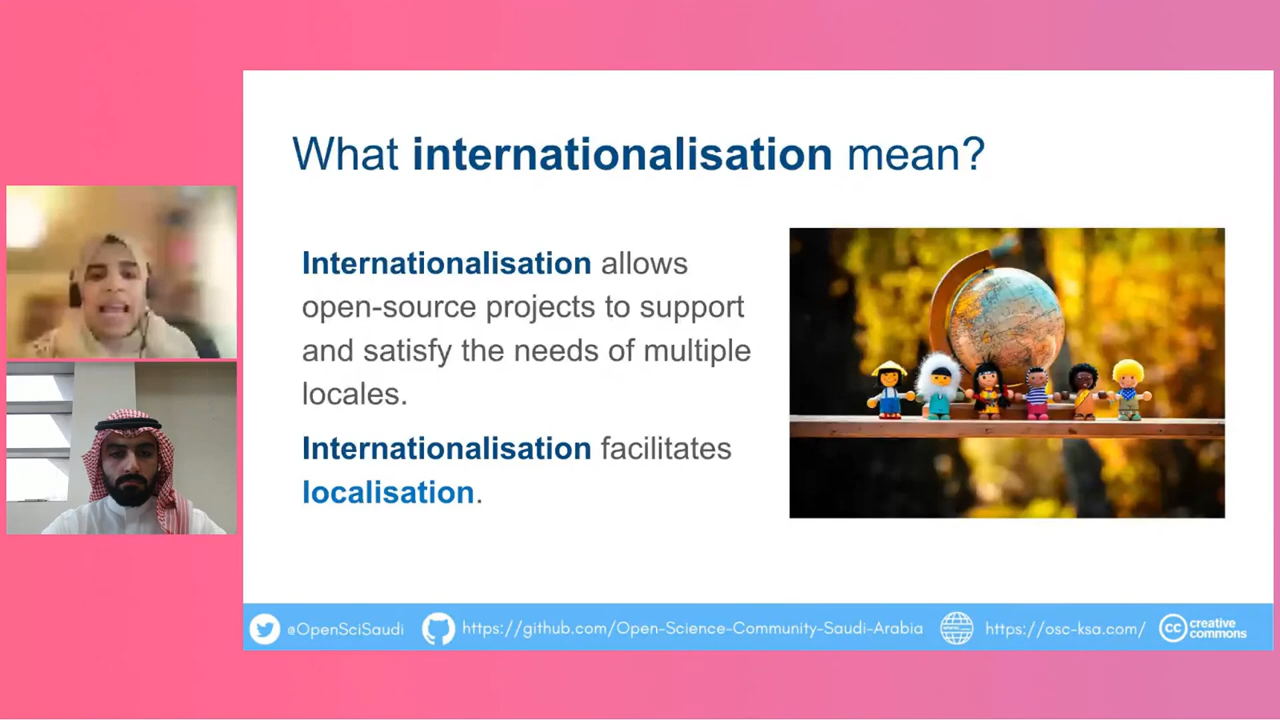 What internationalisation mean?
Internationalisation allows
open-source projects to support
and satisfy the needs of multiple
locales.
Internationalisation facilitates
localisation.
@OpenSciSaudi
https://github.com/Open-Science-Community-Saudi-Arabia
https://osc-ksa.com/
cc creative
commons